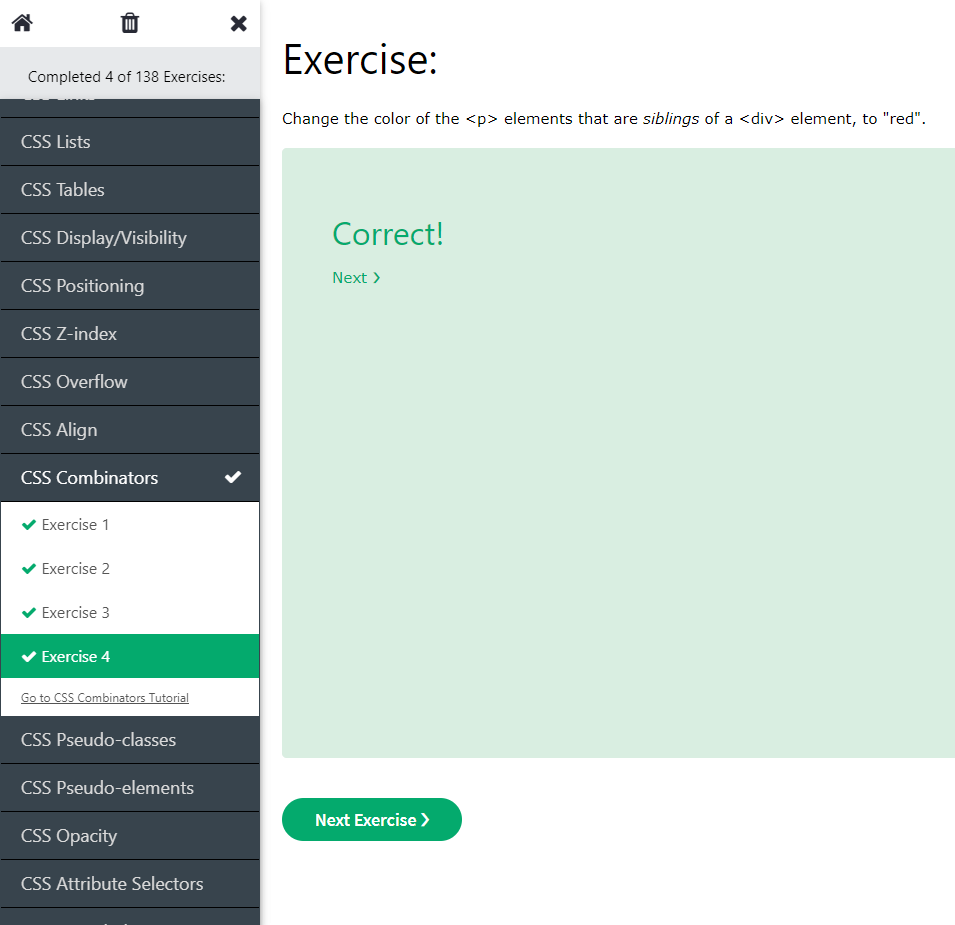 Completed 4 of 138 Exercises:
CSS Lists
CSS Tables
CSS Display/Visibility
CSS Positioning
CSS Z-index
CSS Overflow
CSS Align
CSS Combinators
Exercise 1
Exercise 2
Exercise 3
Exercise 4
Go to CSS Combinators Tutorial
CSS Pseudo-classes
CSS Pseudo-elements
CSS Opacity
CSS Attribute Selectors
Exercise:
Change the color of the <p> elements that are siblings of a <div> element, to "red".
Correct!
Next ❯
Next Exercise ❯